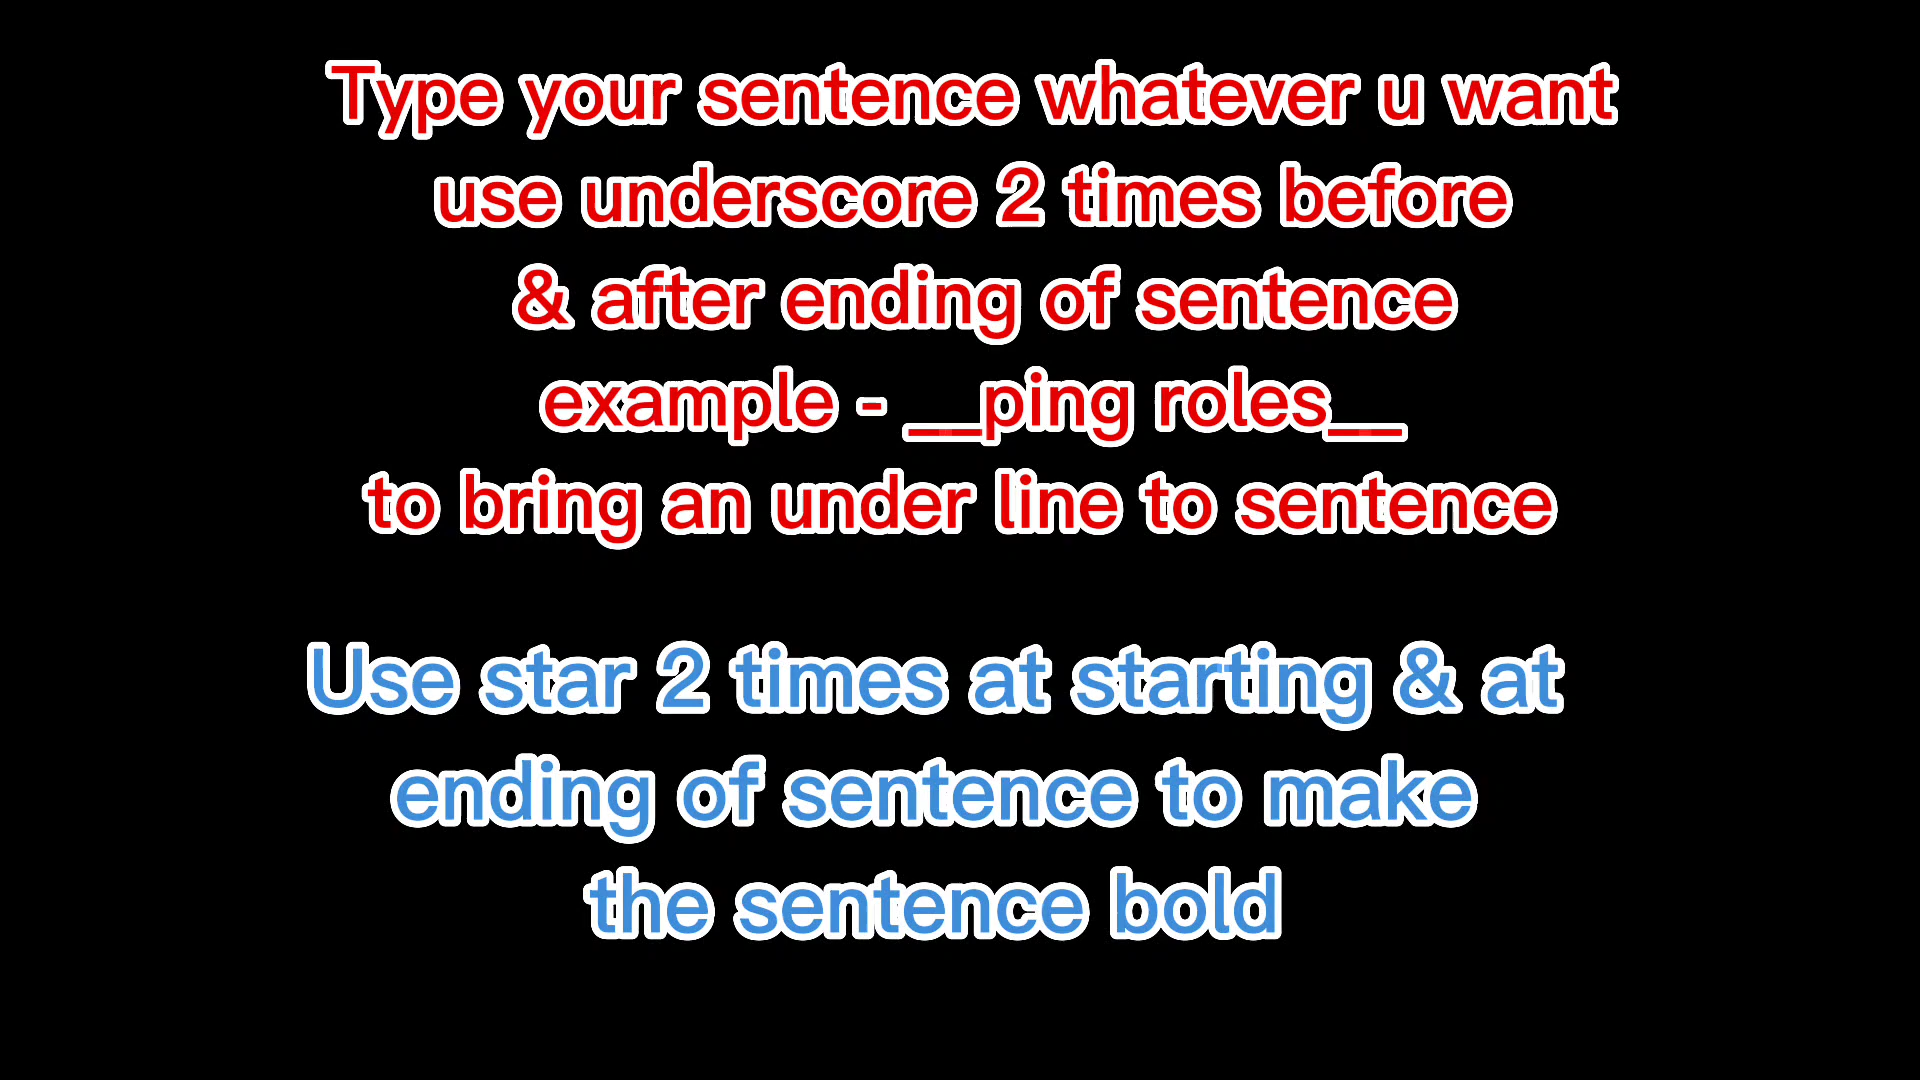 Type your sentence whatever u want
use underscore 2 times before
& after ending of sentence
example - __ping roles__
to bring an under line to sentence
Use star 2 times at starting & at
ending of sentence to make
the sentence bold